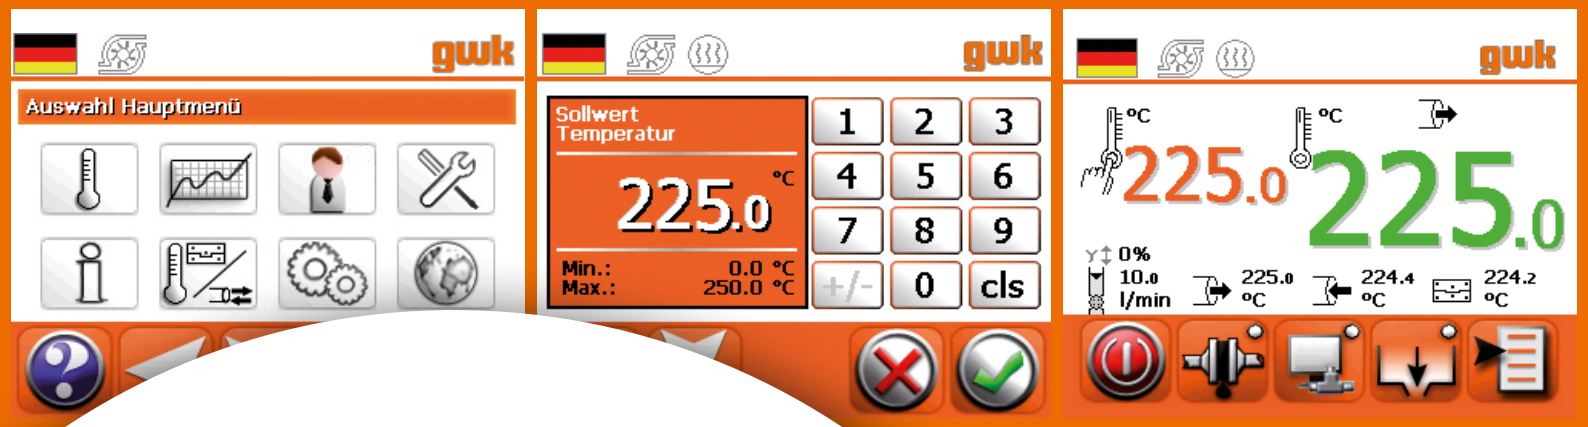 gwk
Auswahl Hauptmenü
?
gwk
Sollwert
Temperatur
225.0 °C
Min.: 0.0 °C
Max.: 250.0 °C
1 2 3
4 5 6
7 8 9
+/- 0 cls
gwk
°C °C
225.0 225.0
Y 0%
10.0
l/min
225.0
°C
224.4
°C
224.2
°C